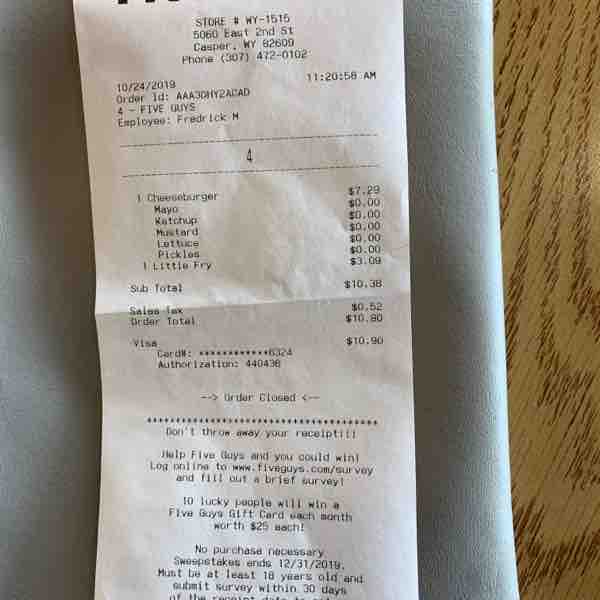 STORE # WY-1515
5060 East 2nd St
Casper, WY 82609
Phone (307) 472-0102
10/24/2019 11:20:58 AM
Order Id: AAA3DHY2ACAD
4 - FIVE GUYS
Employee: Fredrick M
4
1 Cheeseburger $7.29
Mayo $0.00
Ketchup $0.00
Mustard $0.00
Lettuce $0.00
Pickles $0.00
1 Little Fry $3.09
Sub Total $10.38
Sales Tax $0.52
Order Total $10.90
Visa $10.90
Card#: ************6324
Authorization: 440436
--> Order Closed <--
***************************************
Don't throw away your receipt!!!
Help Five Guys and you could win!
Log online to www.fiveguys.com/survey
and fill out a brief survey!
10 lucky people will win a
Five Guys Gift Card each month
worth $25 each!
No purchase necessary
Sweepstakes ends 12/31/2019.
Must be at least 18 years old and
submit survey within 30 days
of the receipt date to